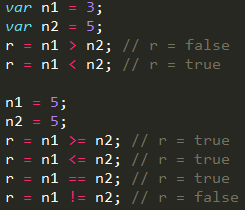 var n1 = 3;
var n2 = 5;
r = n1 > n2; // r = false
r = n1 < n2; // r = true
n1 = 5;
n2 = 5;
r = n1 >= n2; // r = true
r = n1 <= n2; // r = true
r = n1 == n2; // r = true
r = n1 != n2; // r = false